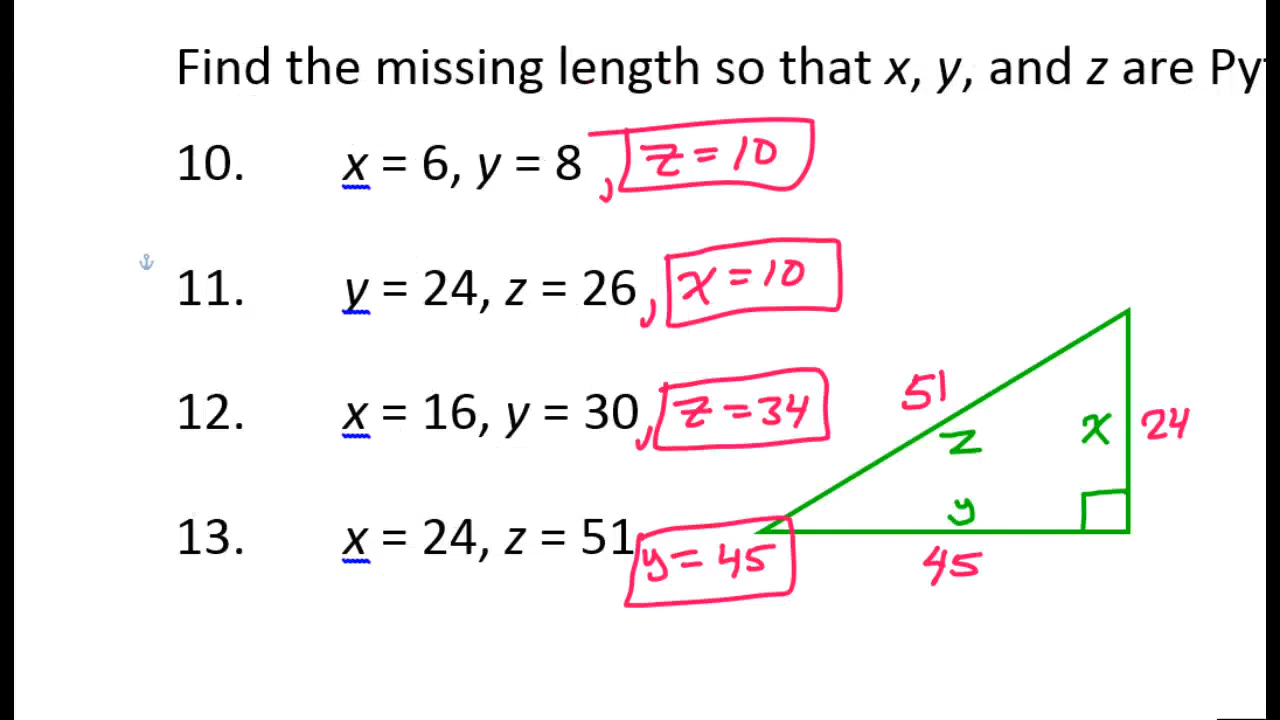 Find the missing length so that x, y, and z are Py
10. x = 6, y = 8, z = 10
11. y = 24, z = 26, x = 10
12. x = 16, y = 30, z = 34
13. x = 24, z = 51 y = 45
51
z
x 24
y
45